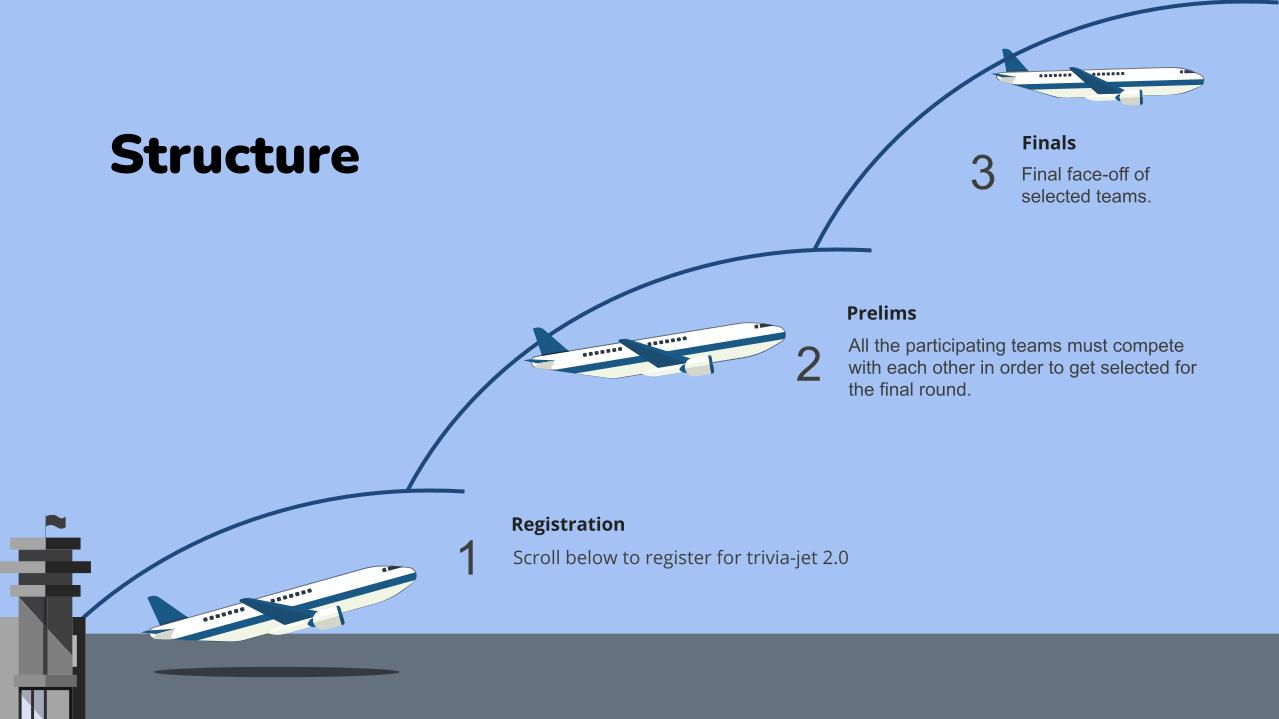 Structure
3
Finals
Final face-off of
selected teams.
2
Prelims
All the participating teams must compete
with each other in order to get selected for
the final round.
1
Registration
Scroll below to register for trivia-jet 2.0